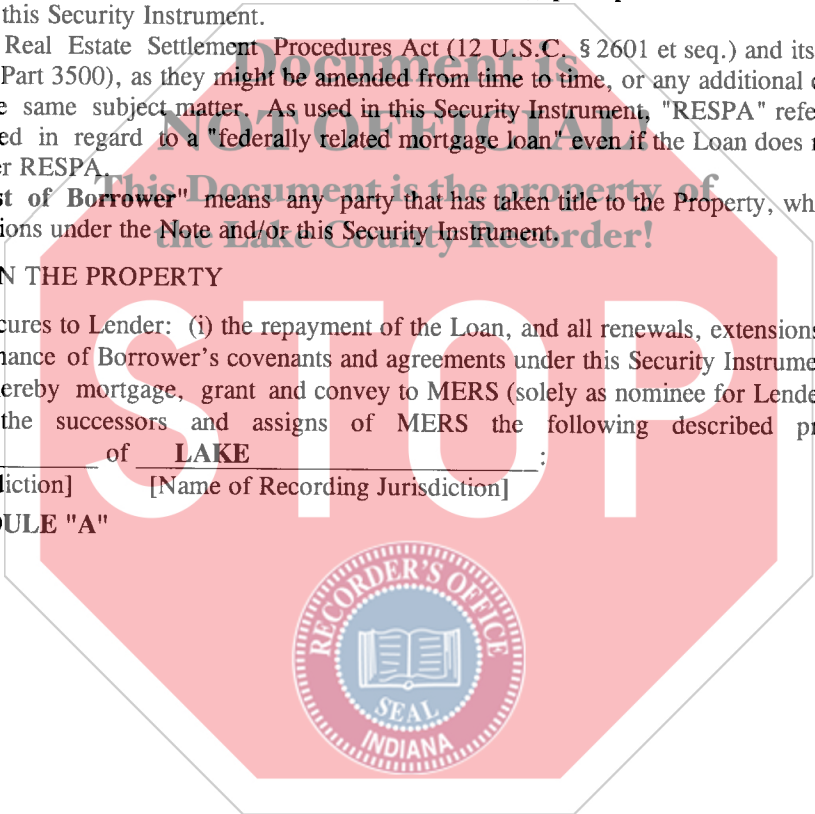 this Security Instrument.
Real Estate Settlement Procedures Act (12 U.S.C. § 2601 et seq.) and its
Document is
Part 3500), as they might be amended from time to time, or any additional
same subject matter. As used in this Security Instrument, "RESPA" refe
NOT OFFICIAL!
ed in regard to a "federally related mortgage loan" even if the Loan does
er RESPA.
This Document is the property of
st of Borrower" means any party that has taken title to the Property, wh
ions under the Note and/or this Security Instrument.
the Lake County Recorder!
N THE PROPERTY
cures to Lender: (i) the repayment of the Loan, and all renewals, extensions
nance of Borrower's covenants and agreements under this Security Instrume
ereby mortgage, grant and convey to MERS (solely as nominee for Lende
the successors and assigns of MERS the following described pr
of LAKE :
liction] [Name of Recording Jurisdiction]
ULE "A"
STOP
RECORDER'S OFFICE
SEAL
INDIANA